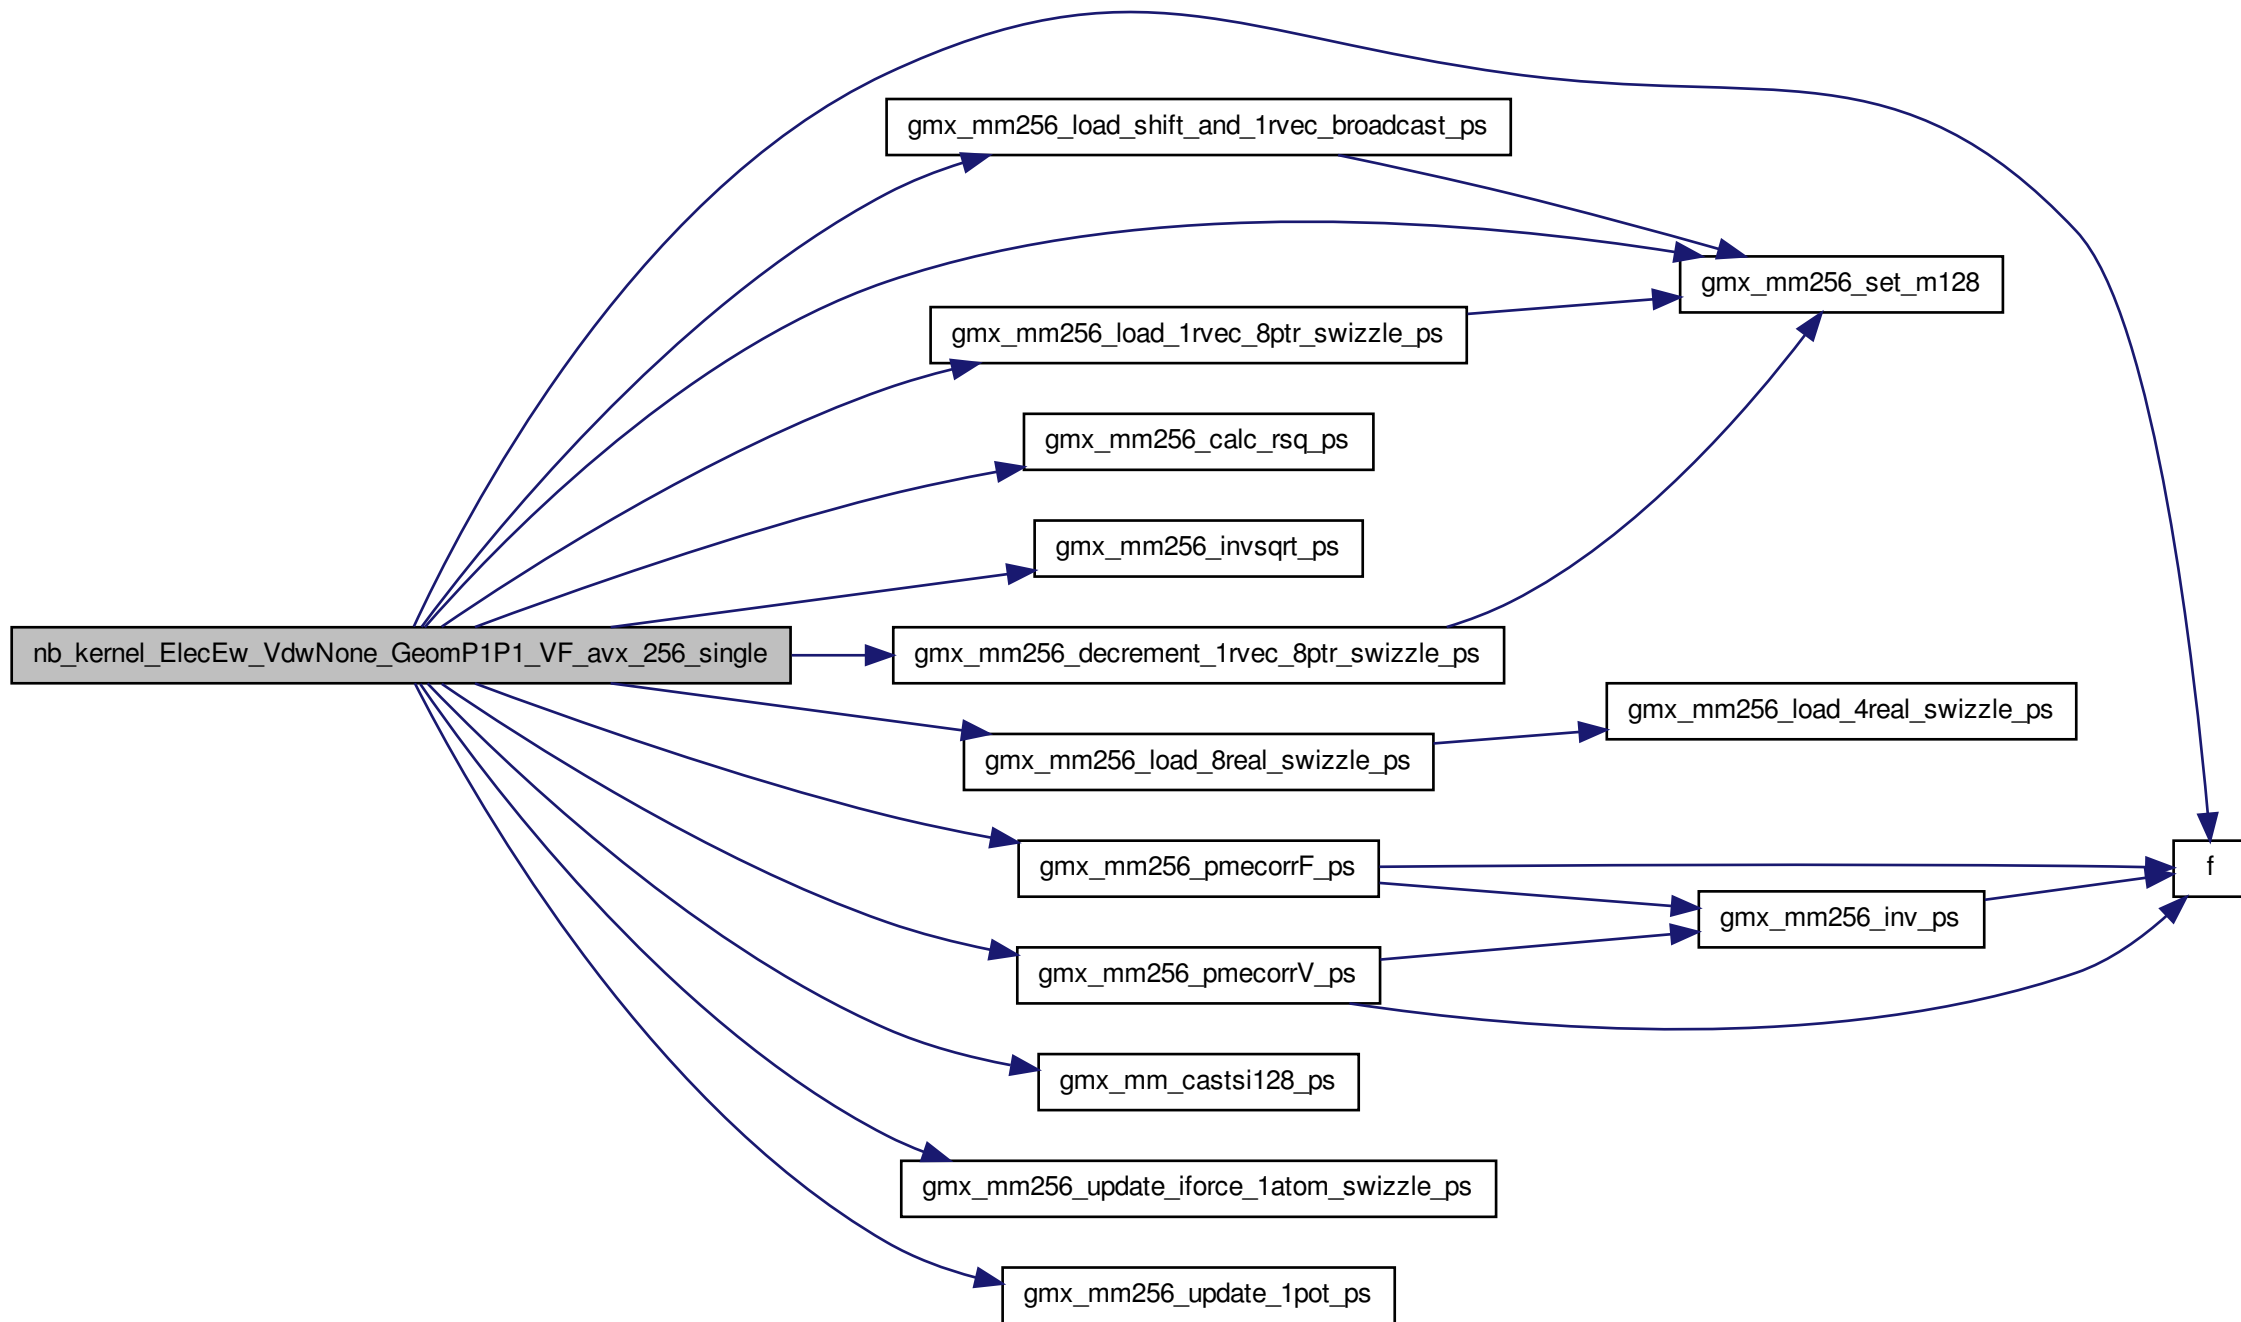 gmx_mm256_load_shift_and_1rvec_broadcast_ps
gmx_mm256_set_m128
gmx_mm256_load_1rvec_8ptr_swizzle_ps
gmx_mm256_calc_rsq_ps
gmx_mm256_invsqrt_ps
nb_kernel_ElecEw_VdwNone_GeomP1P1_VF_avx_256_single
gmx_mm256_decrement_1rvec_8ptr_swizzle_ps
gmx_mm256_load_4real_swizzle_ps
gmx_mm256_load_8real_swizzle_ps
gmx_mm256_pmecorrF_ps
f
gmx_mm256_inv_ps
gmx_mm256_pmecorrV_ps
gmx_mm_castsi128_ps
gmx_mm256_update_iforce_1atom_swizzle_ps
gmx_mm256_update_1pot_ps